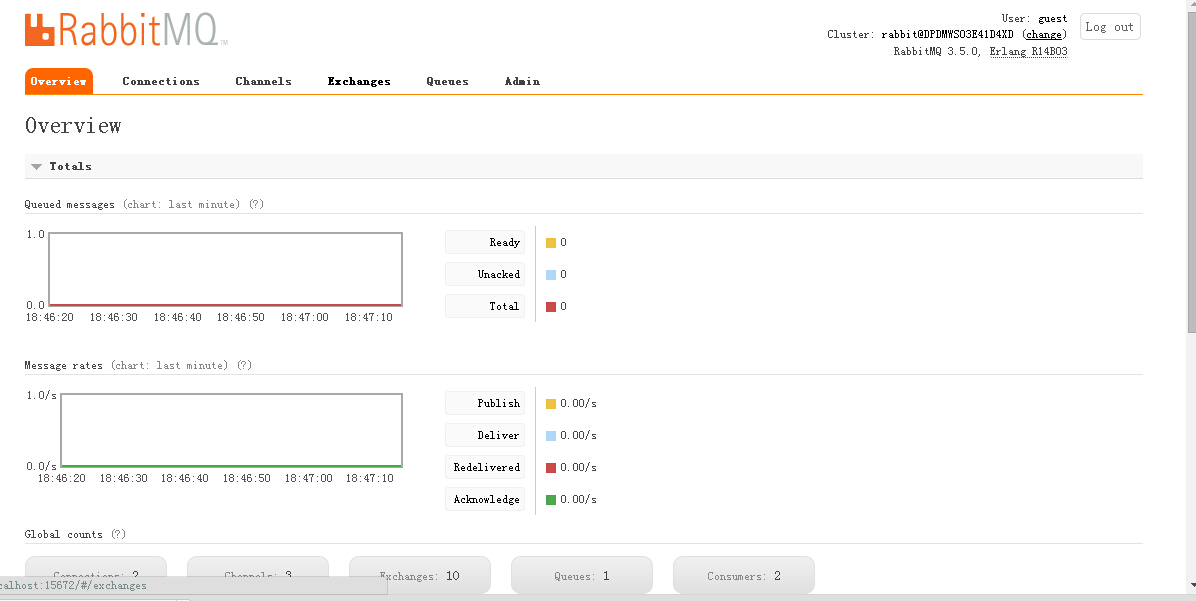 RabbitMQ™
User: guest
Cluster: rabbit@DPDMWSO3E41D4XD (change)
RabbitMQ 3.5.0, Erlang R14B03
Log out
Overview Connections Channels Exchanges Queues Admin
Overview
Totals
Queued messages (chart: last minute) (?)
1.0
0.0
18:46:20 18:46:30 18:46:40 18:46:50 18:47:00 18:47:10
Ready 0
Unacked 0
Total 0
Message rates (chart: last minute) (?)
1.0/s
0.0/s
18:46:20 18:46:30 18:46:40 18:46:50 18:47:00 18:47:10
Publish 0.00/s
Deliver 0.00/s
Redelivered 0.00/s
Acknowledge 0.00/s
Global counts (?)
Connections: 2 Channels: 3 Exchanges: 10 Queues: 1 Consumers: 2
calhost:15672/#/exchanges